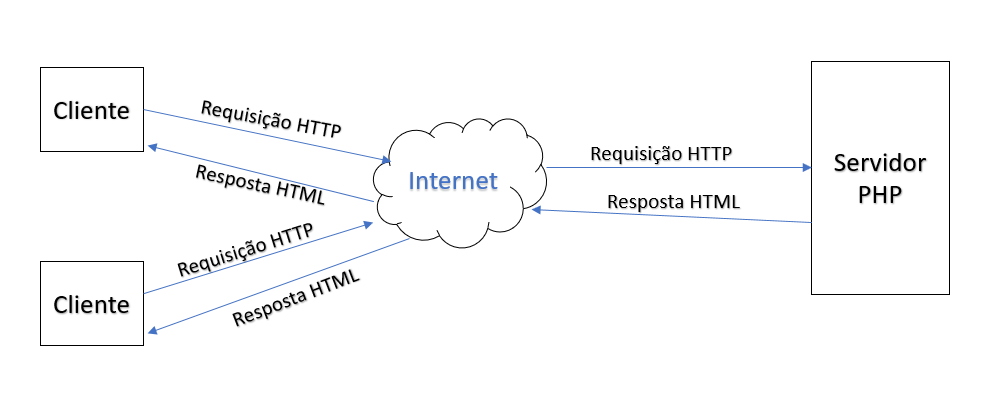 Cliente
Requisição HTTP
Resposta HTML
Requisição HTTP
Resposta HTML
Cliente
Internet
Requisição HTTP
Resposta HTML
Servidor
PHP